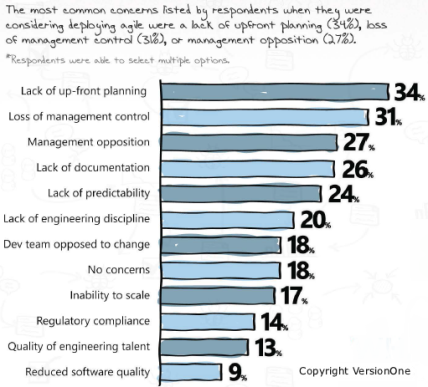 The most common concerns listed by respondents when they were
considering deploying agile were a lack of upfront planning (34%), loss
of management control (31%), or management opposition (27%).
*Respondents were able to select multiple options.
Lack of up-front planning 34%
Loss of management control 31%
Management opposition 27%
Lack of documentation 26%
Lack of predictability 24%
Lack of engineering discipline 20%
Dev team opposed to change 18%
No concerns 18%
Inability to scale 17%
Regulatory compliance 14%
Quality of engineering talent 13%
Reduced software quality 9%
Copyright VersionOne